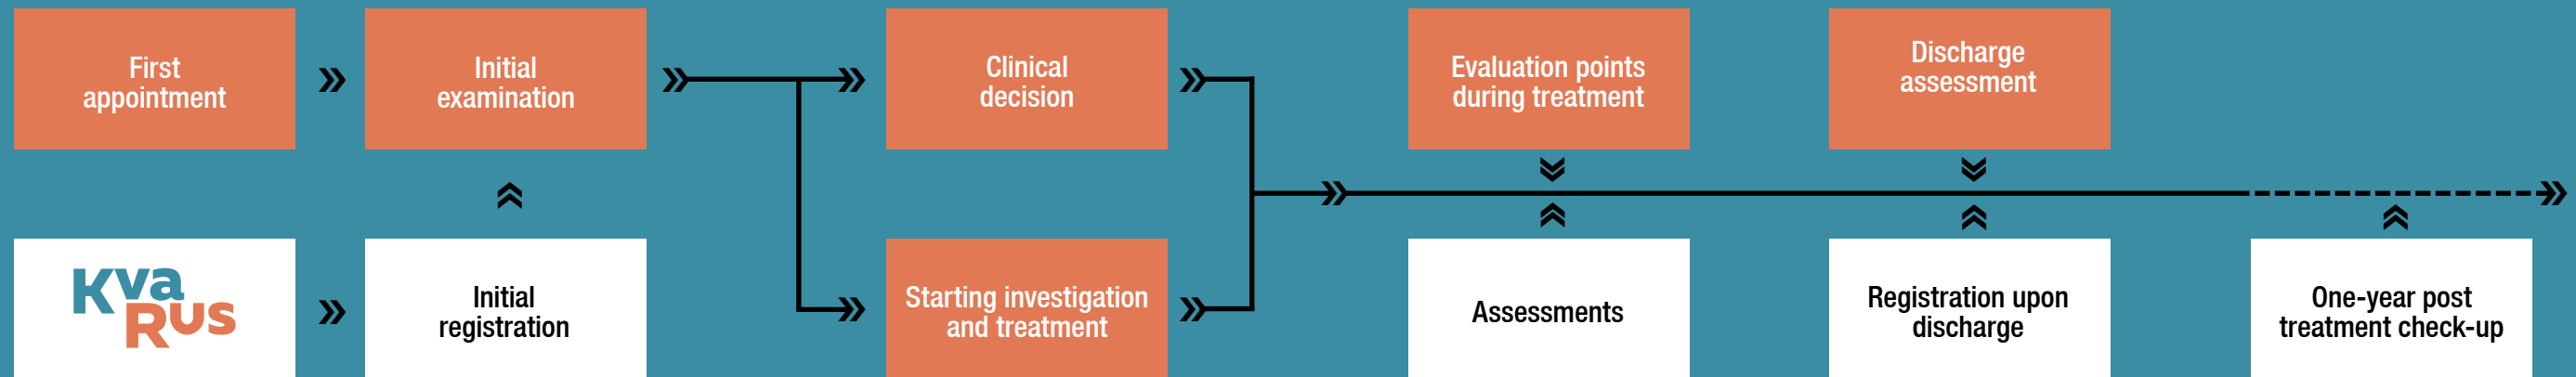 First
appointment
Initial
examination
Clinical
decision
Evaluation points
during treatment
Discharge
assessment
Kva
RUS
Initial
registration
Starting investigation
and treatment
Assessments
Registration upon
discharge
One-year post
treatment check-up